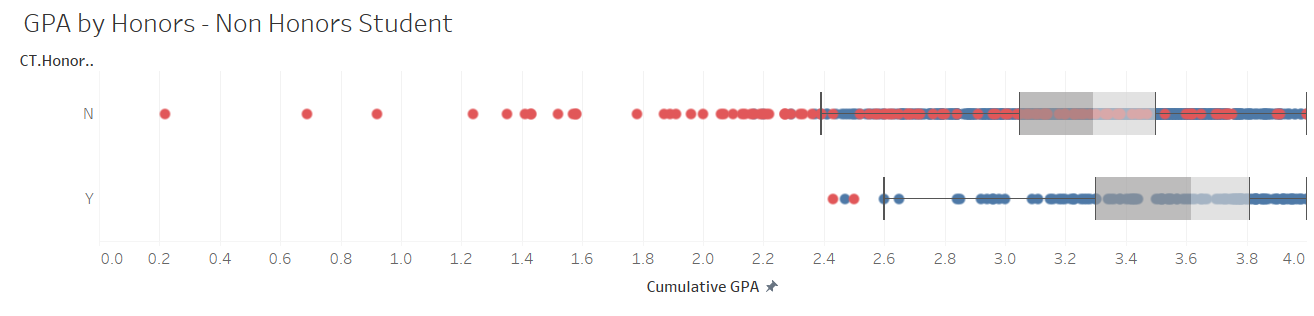 GPA by Honors - Non Honors Student
CT.Honor..
N
Y
0.0 0.2 0.4 0.6 0.8 1.0 1.2 1.4 1.6 1.8 2.0 2.2 2.4 2.6 2.8 3.0 3.2 3.4 3.6 3.8 4.0
Cumulative GPA